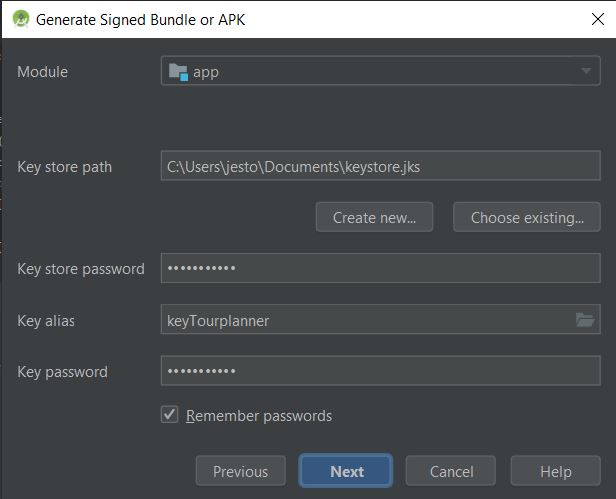 Generate Signed Bundle or APK
Module app
Key store path C:\Users\jesto\Documents\keystore.jks
Create new... Choose existing...
Key store password •••••••••••
Key alias keyTourplanner
Key password •••••••••••
Remember passwords
Previous Next Cancel Help